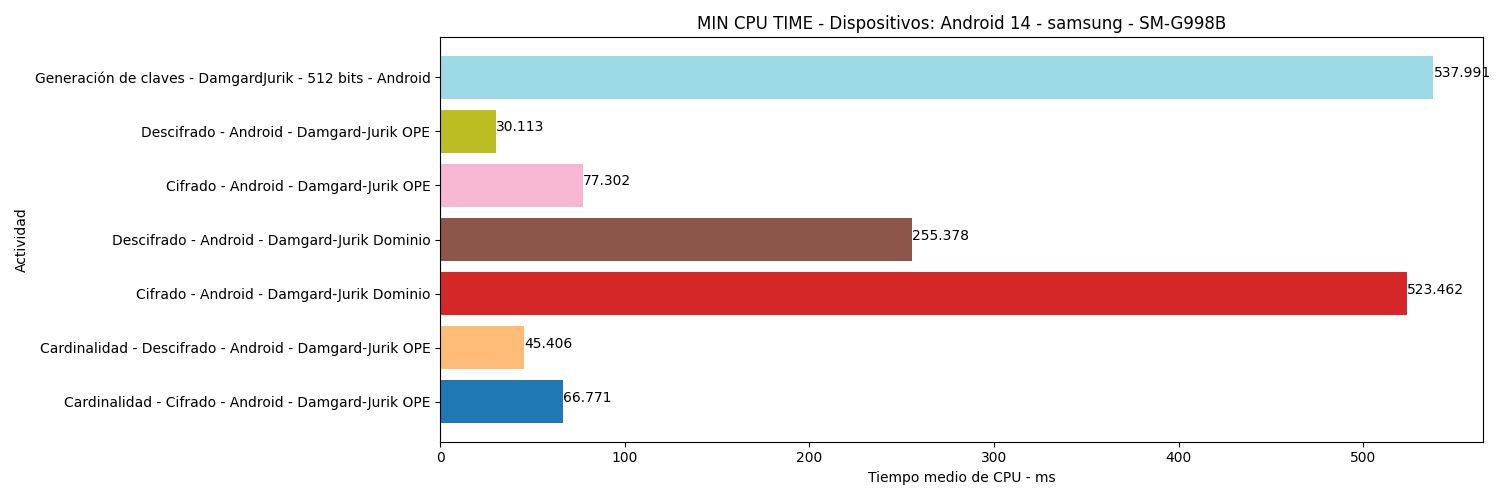 MIN CPU TIME - Dispositivos: Android 14 - samsung - SM-G998B
Actividad
Generación de claves - DamgardJurik - 512 bits - Android
537.991
Descifrado - Android - Damgard-Jurik OPE
30.113
Cifrado - Android - Damgard-Jurik OPE
77.302
Descifrado - Android - Damgard-Jurik Dominio
255.378
Cifrado - Android - Damgard-Jurik Dominio
523.462
Cardinalidad - Descifrado - Android - Damgard-Jurik OPE
45.406
Cardinalidad - Cifrado - Android - Damgard-Jurik OPE
66.771
0 100 200 300 400 500
Tiempo medio de CPU - ms